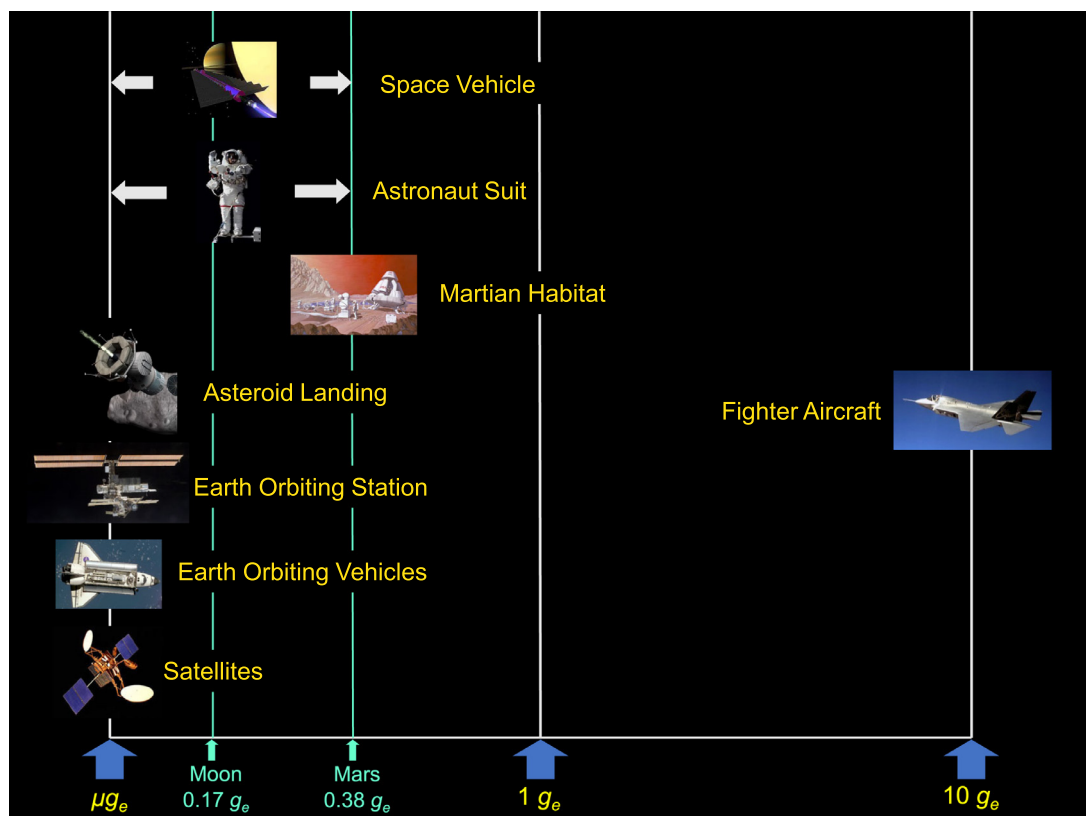 Space Vehicle
Astronaut Suit
Martian Habitat
Asteroid Landing
Fighter Aircraft
Earth Orbiting Station
Earth Orbiting Vehicles
Satellites
µgₑ
Moon
0.17 gₑ
Mars
0.38 gₑ
1 gₑ
10 gₑ